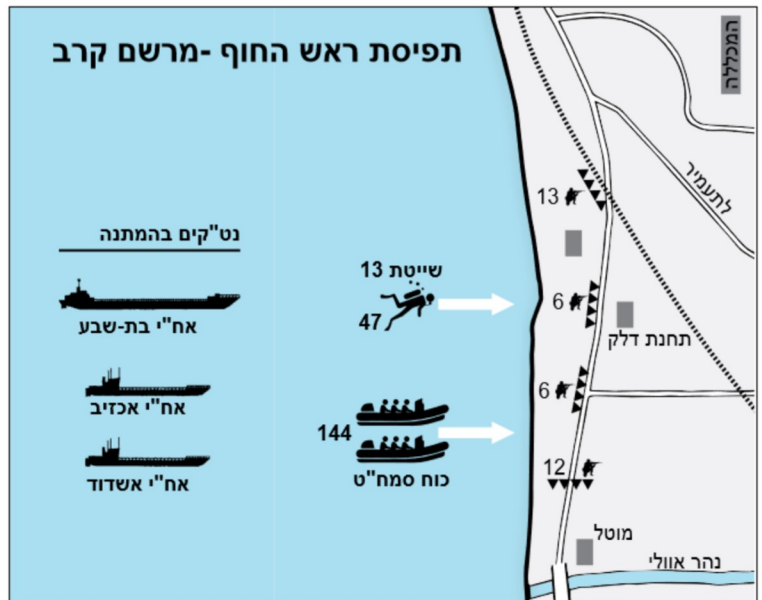 תפיסת ראש החוף -מרשם קרב
המכללה
לתעמיר
13
נט"קים בהמתנה
שייטת 13
47
אח"י בת-שבע
6
תחנת דלק
6
אח"י אכזיב
144
כוח סמח"ט
אח"י אשדוד
12
מוטל
נהר אוולי